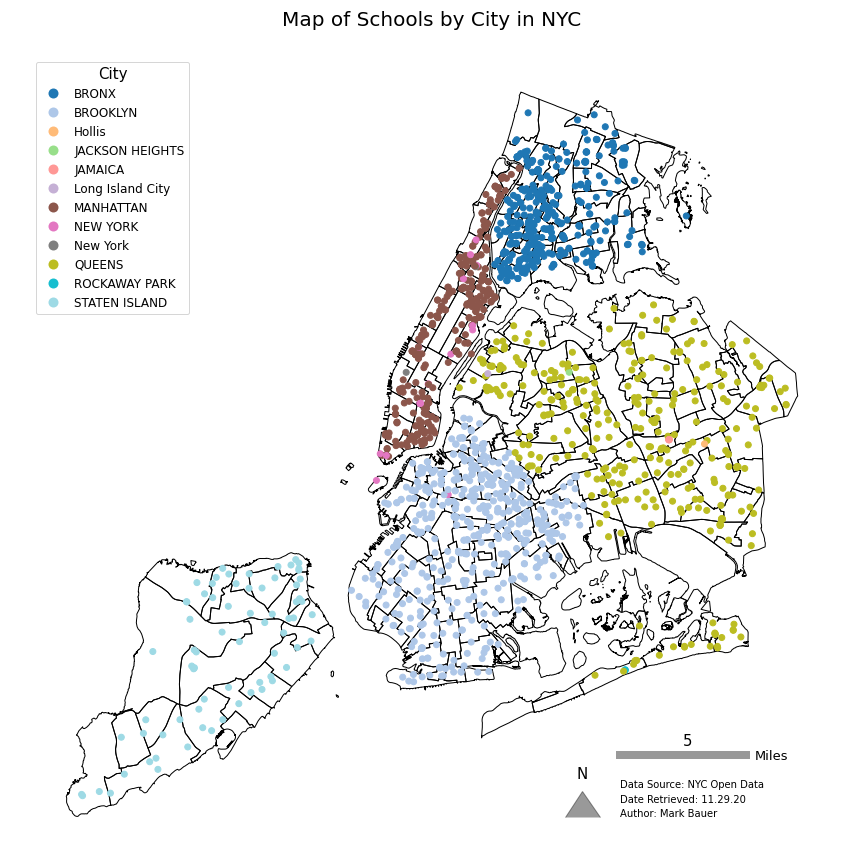 Map of Schools by City in NYC
City
BRONX
BROOKLYN
Hollis
JACKSON HEIGHTS
JAMAICA
Long Island City
MANHATTAN
NEW YORK
New York
QUEENS
ROCKAWAY PARK
STATEN ISLAND
5
Miles
N
Data Source: NYC Open Data
Date Retrieved: 11.29.20
Author: Mark Bauer